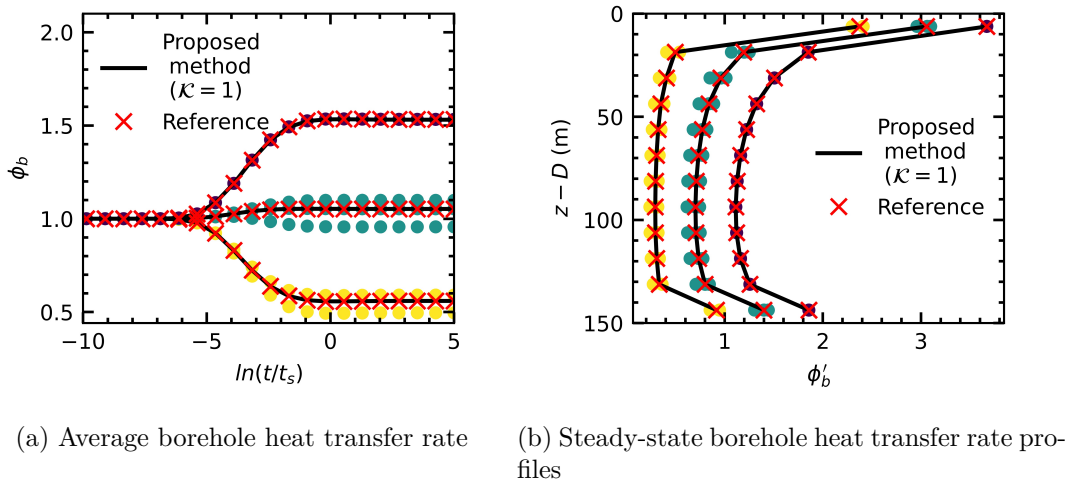 2.0
1.5
1.0
0.5
ϕ_b
Proposed
method
(𝒦 = 1)
Reference
−10
−5
0
5
ln(t/t_s)
0
50
100
150
z − D (m)
Proposed
method
(𝒦 = 1)
Reference
1
2
3
ϕ′_b
(a) Average borehole heat transfer rate
(b) Steady-state borehole heat transfer rate pro-
files